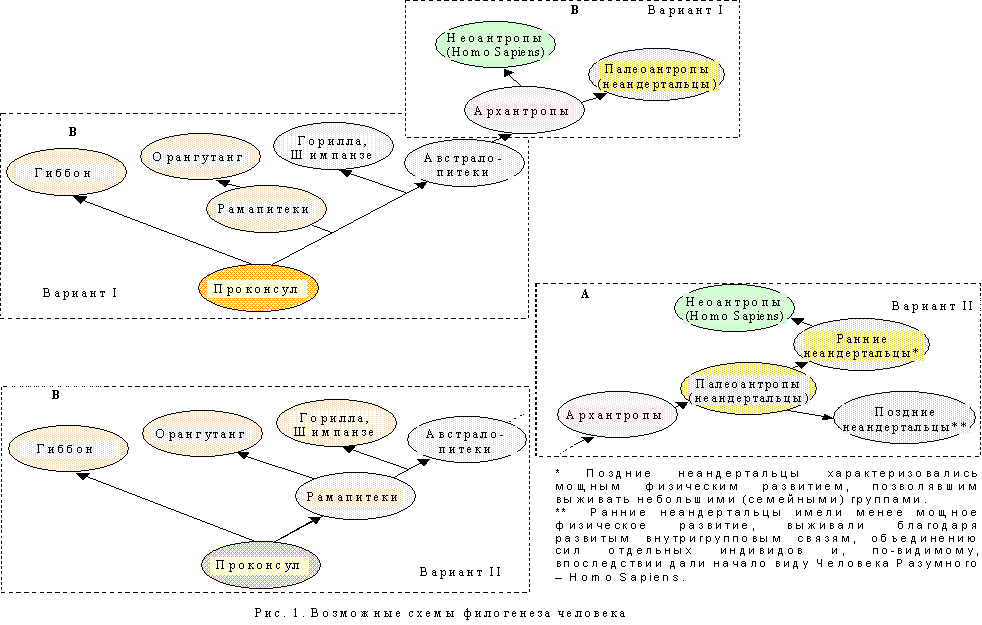 В
Вариант I
Неоантропы
(Homo Sapiens)
Палеоантропы
(неандертальцы)
Архантропы
В
Гиббон
Орангутанг
Горилла,
Шимпанзе
Австрало-
питеки
Рамапитеки
Проконсул
Вариант I
А
Вариант II
Неоантропы
(Homo Sapiens)
Ранние
неандертальцы*
Палеоантропы
(неандертальцы)
Архантропы
Поздние
неандертальцы**
В
Гиббон
Орангутанг
Горилла,
Шимпанзе
Австрало-
питеки
Рамапитеки
Проконсул
Вариант II
* Поздние неандертальцы характеризовались
мощным физическим развитием, позволявшим
выживать небольшими (семейными) группами.
** Ранние неандертальцы имели менее мощное
физическое развитие, выживали благодаря
развитым внутригрупповым связям, объединению
сил отдельных индивидов и, по-видимому,
впоследствии дали начало виду Человека Разумного
– Homo Sapiens.
Рис. 1. Возможные схемы филогенеза человека